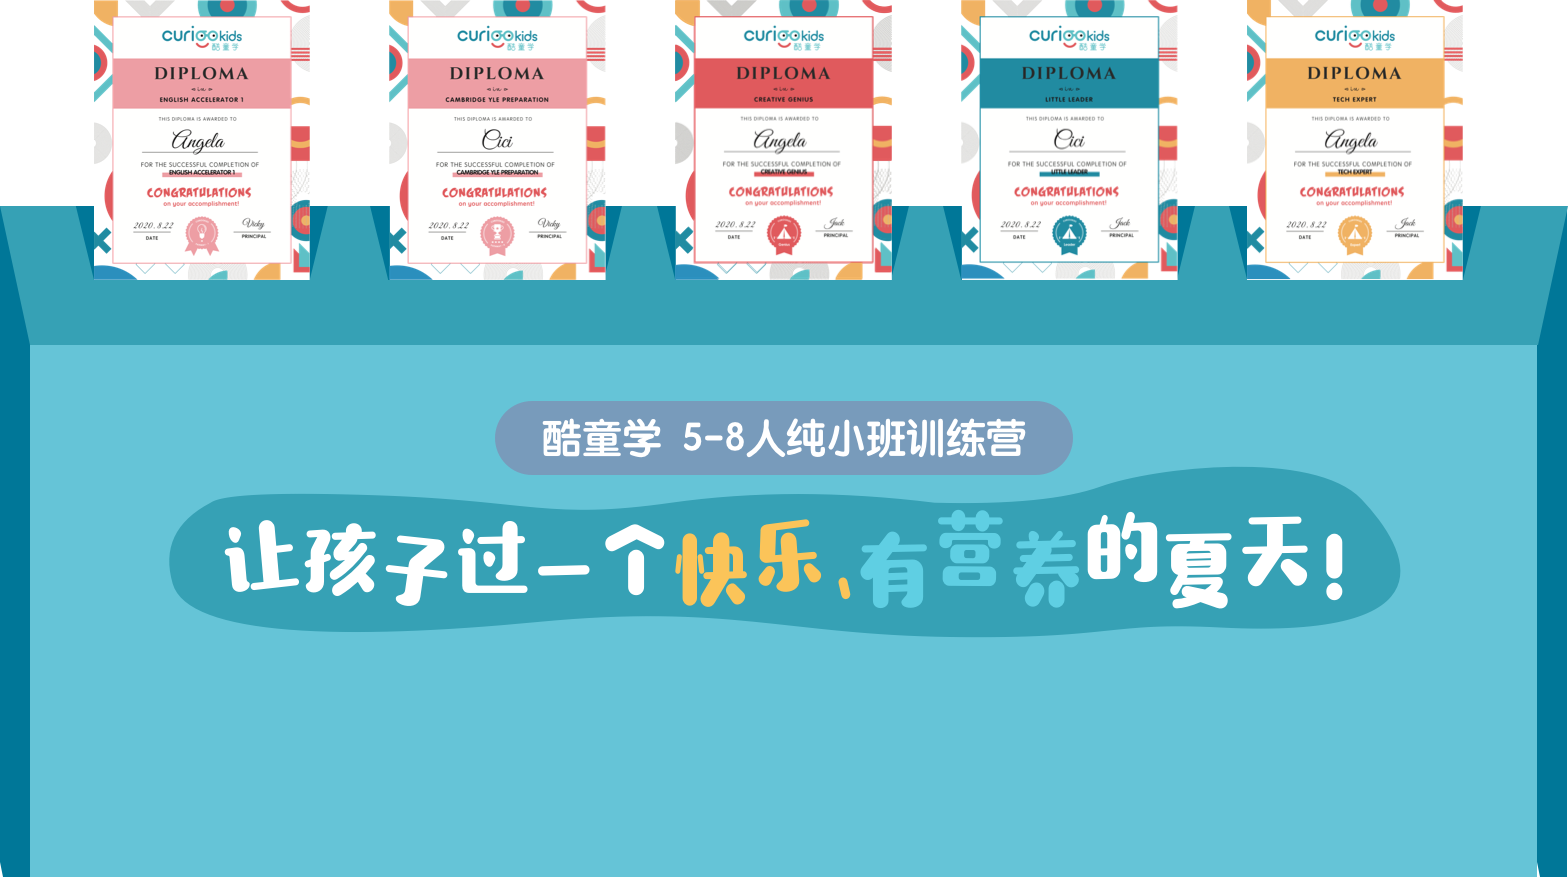 curiookids
酷童学
DIPLOMA
in
ENGLISH ACCELERATOR 1
THIS DIPLOMA IS AWARDED TO
Angela
FOR THE SUCCESSFUL COMPLETION OF
ENGLISH ACCELERATOR 1
CONGRATULATIONS
on your accomplishment!
2020.8.22
DATE
Vicky
PRINCIPAL
curiookids
酷童学
DIPLOMA
in
CAMBRIDGE YLE PREPARATION
THIS DIPLOMA IS AWARDED TO
Cici
FOR THE SUCCESSFUL COMPLETION OF
CAMBRIDGE YLE PREPARATION
CONGRATULATIONS
on your accomplishment!
2020.8.22
DATE
Vicky
PRINCIPAL
curiookids
酷童学
DIPLOMA
in
CREATIVE GENIUS
THIS DIPLOMA IS AWARDED TO
Angela
FOR THE SUCCESSFUL COMPLETION OF
CREATIVE GENIUS
CONGRATULATIONS
on your accomplishment!
2020.8.22
DATE
Jack
PRINCIPAL
curiookids
酷童学
DIPLOMA
in
LITTLE LEADER
THIS DIPLOMA IS AWARDED TO
Cici
FOR THE SUCCESSFUL COMPLETION OF
LITTLE LEADER
CONGRATULATIONS
on your accomplishment!
2020.8.22
DATE
Jack
PRINCIPAL
curiookids
酷童学
DIPLOMA
in
TECH EXPERT
THIS DIPLOMA IS AWARDED TO
Angela
FOR THE SUCCESSFUL COMPLETION OF
TECH EXPERT
CONGRATULATIONS
on your accomplishment!
2020.8.22
DATE
Jack
PRINCIPAL
酷童学 5-8人纯小班训练营
让孩子过一个快乐、有营养的夏天!